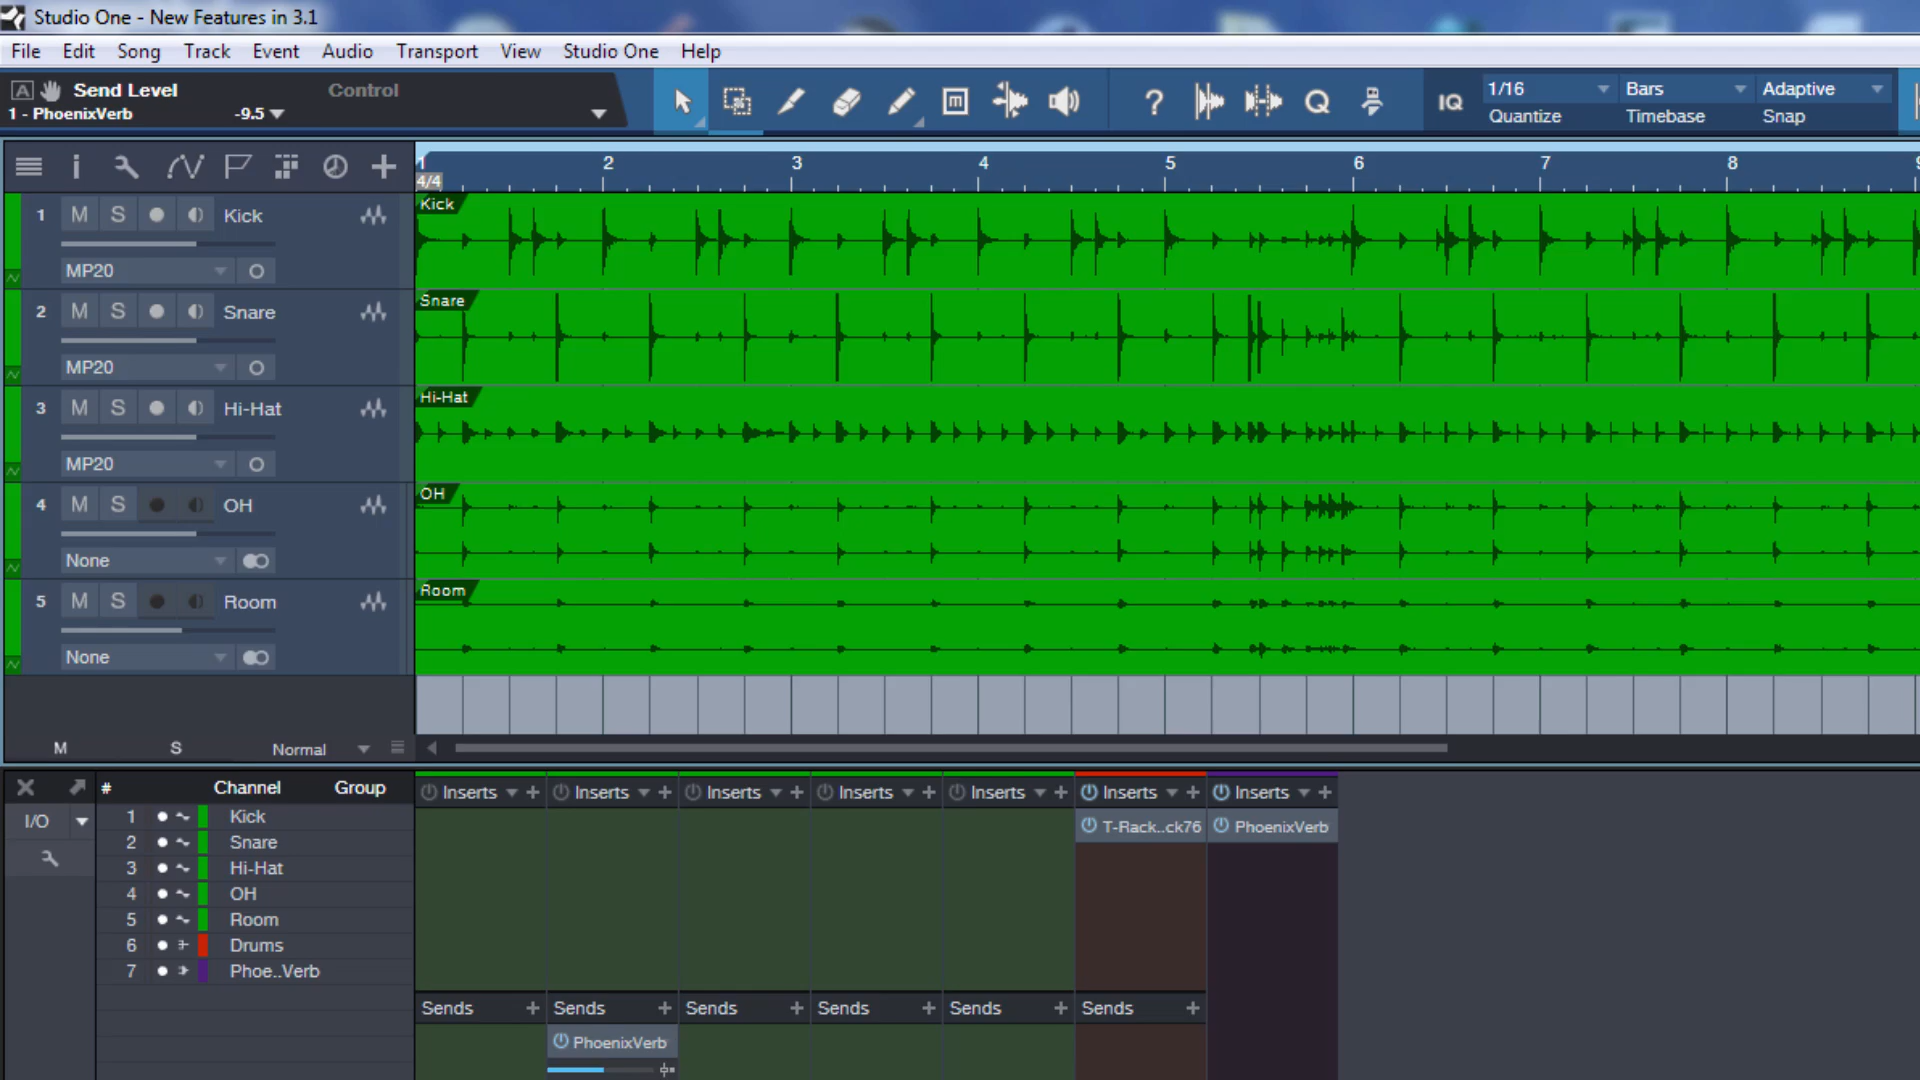 Studio One - New Features in 3.1
File Edit Song Track Event Audio Transport View Studio One Help
A Send Level Control
1 - PhoenixVerb -9.5
? Q IQ 1/16 Bars Adaptive
Quantize Timebase Snap
1 2 3 4 5 6 7 8 9
4/4
1 M S Kick
MP20
Kick
2 M S Snare
MP20
Snare
3 M S Hi-Hat
MP20
Hi-Hat
4 M S OH
None
OH
5 M S Room
None
Room
M S Normal
# Channel Group
I/O
1 Kick
2 Snare
3 Hi-Hat
4 OH
5 Room
6 Drums
7 Phoe..Verb
Inserts Inserts Inserts Inserts Inserts Inserts Inserts
T-Rack..ck76 PhoenixVerb
Sends Sends Sends Sends Sends Sends
PhoenixVerb